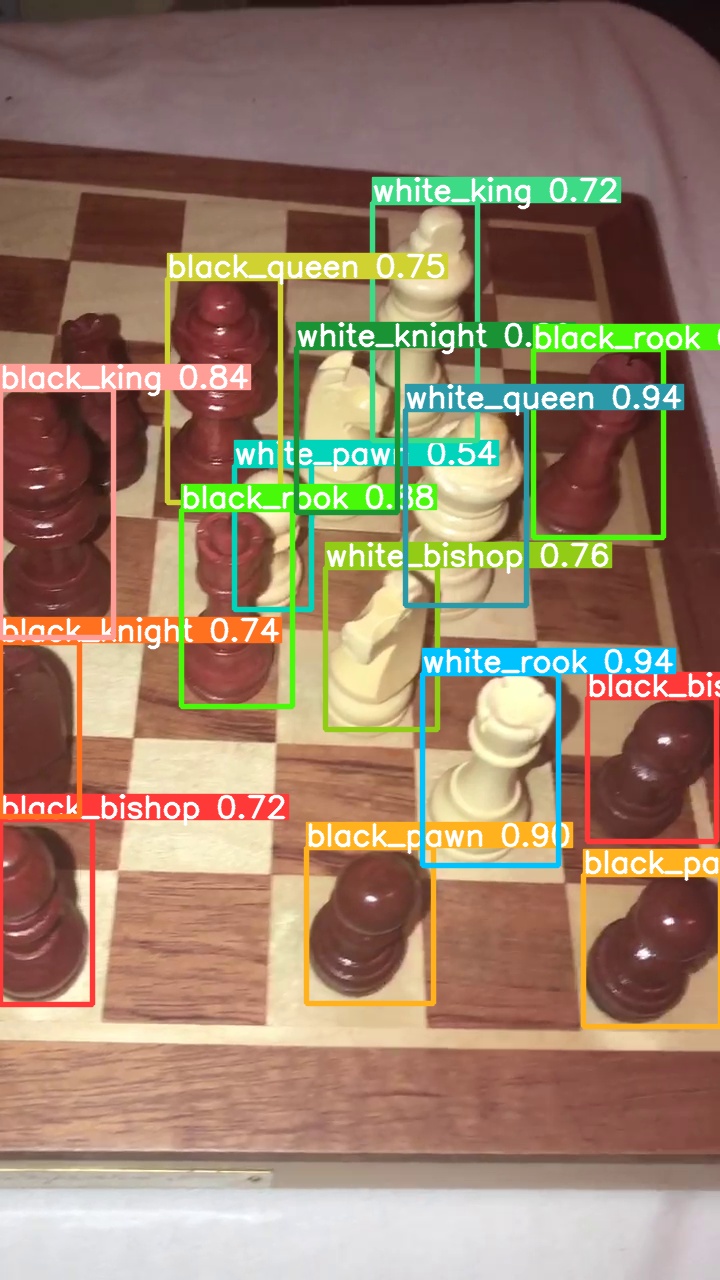 white_king 0.72
black_queen 0.75
white_knight 0.
black_rook
black_king 0.84
white_queen 0.94
white_pawn 0.54
black_rook 0.88
white_bishop 0.76
black_knight 0.74
white_rook 0.94
black_bis
black_bishop 0.72
black_pawn 0.90
black_pa